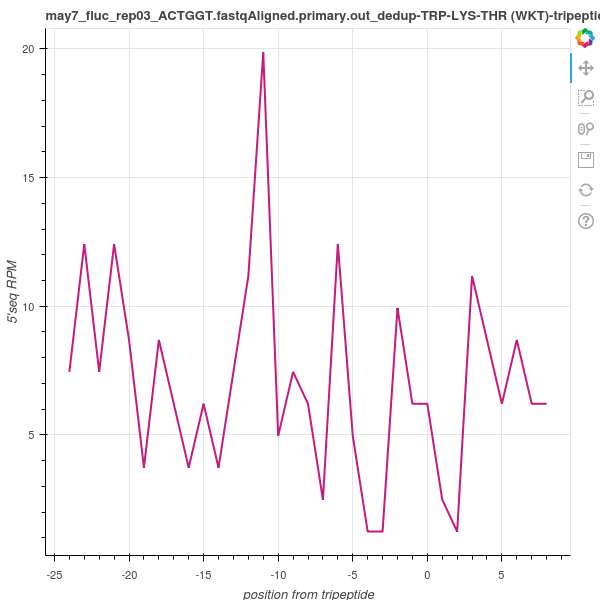 may7_fluc_rep03_ACTGGT.fastqAligned.primary.out_dedup-TRP-LYS-THR (WKT)-tripeptide
20
15
10
5
5'seq RPM
-25 -20 -15 -10 -5 0 5
position from tripeptide